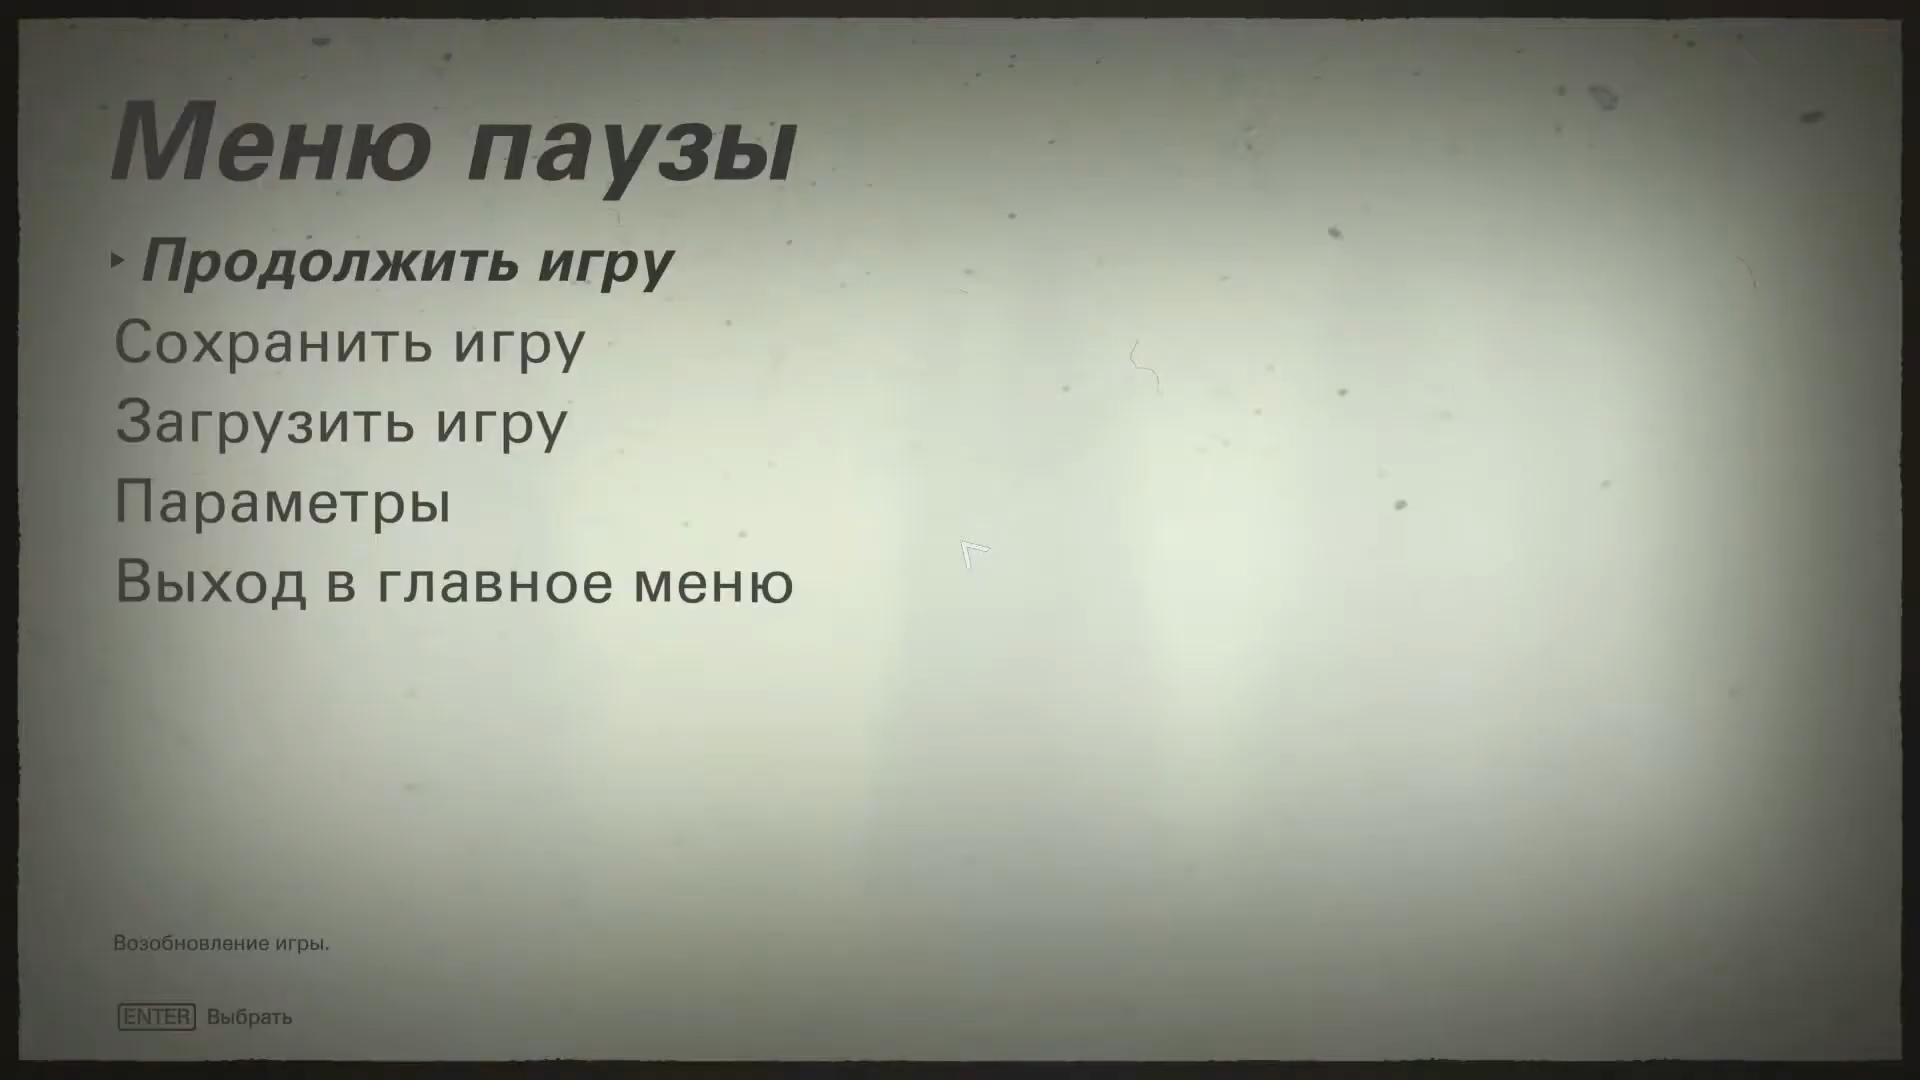 Меню паузы
Продолжить игру
Сохранить игру
Загрузить игру
Параметры
Выход в главное меню
Возобновление игры.
ENTER Выбрать